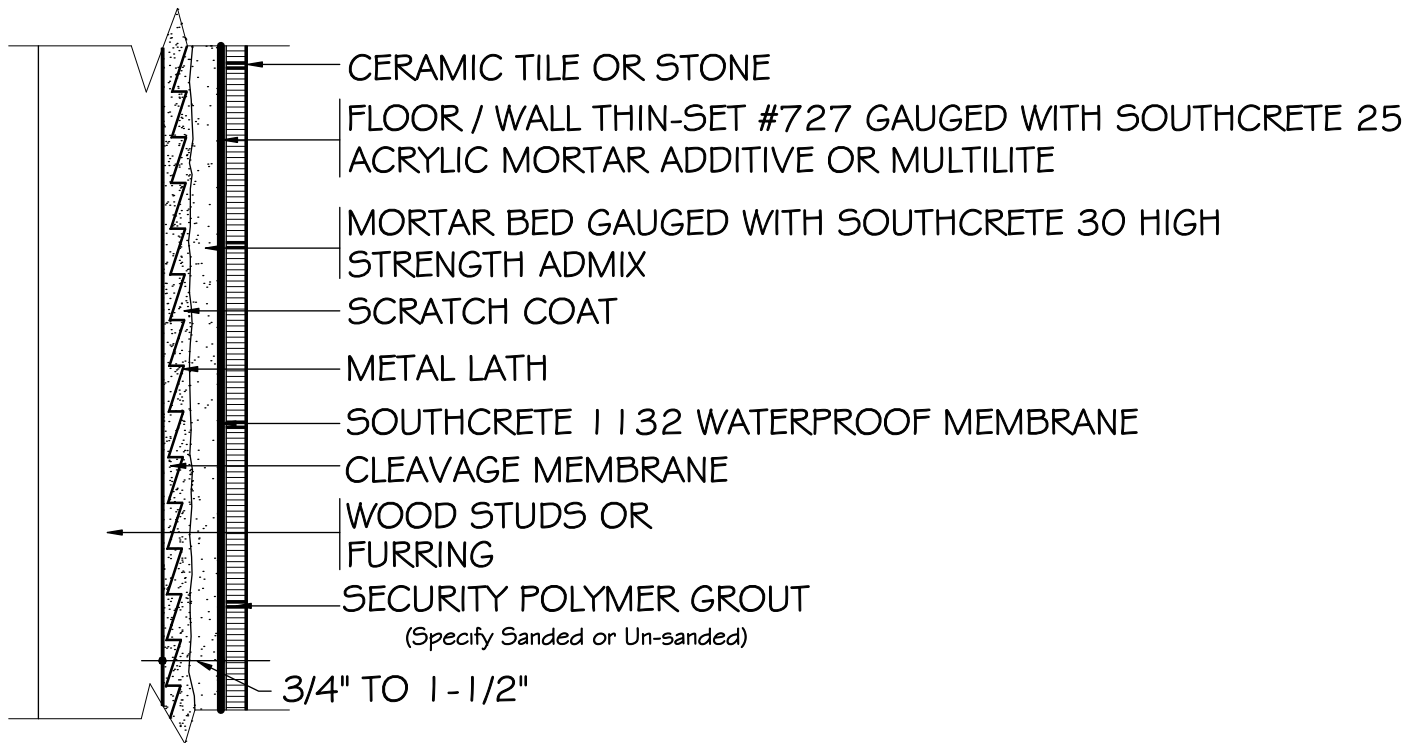 CERAMIC TILE OR STONE
FLOOR / WALL THIN-SET #727 GAUGED WITH SOUTHCRETE 25
ACRYLIC MORTAR ADDITIVE OR MULTILITE
MORTAR BED GAUGED WITH SOUTHCRETE 30 HIGH
STRENGTH ADMIX
SCRATCH COAT
METAL LATH
SOUTHCRETE 1132 WATERPROOF MEMBRANE
CLEAVAGE MEMBRANE
WOOD STUDS OR
FURRING
SECURITY POLYMER GROUT
(Specify Sanded or Un-sanded)
3/4" TO 1-1/2"